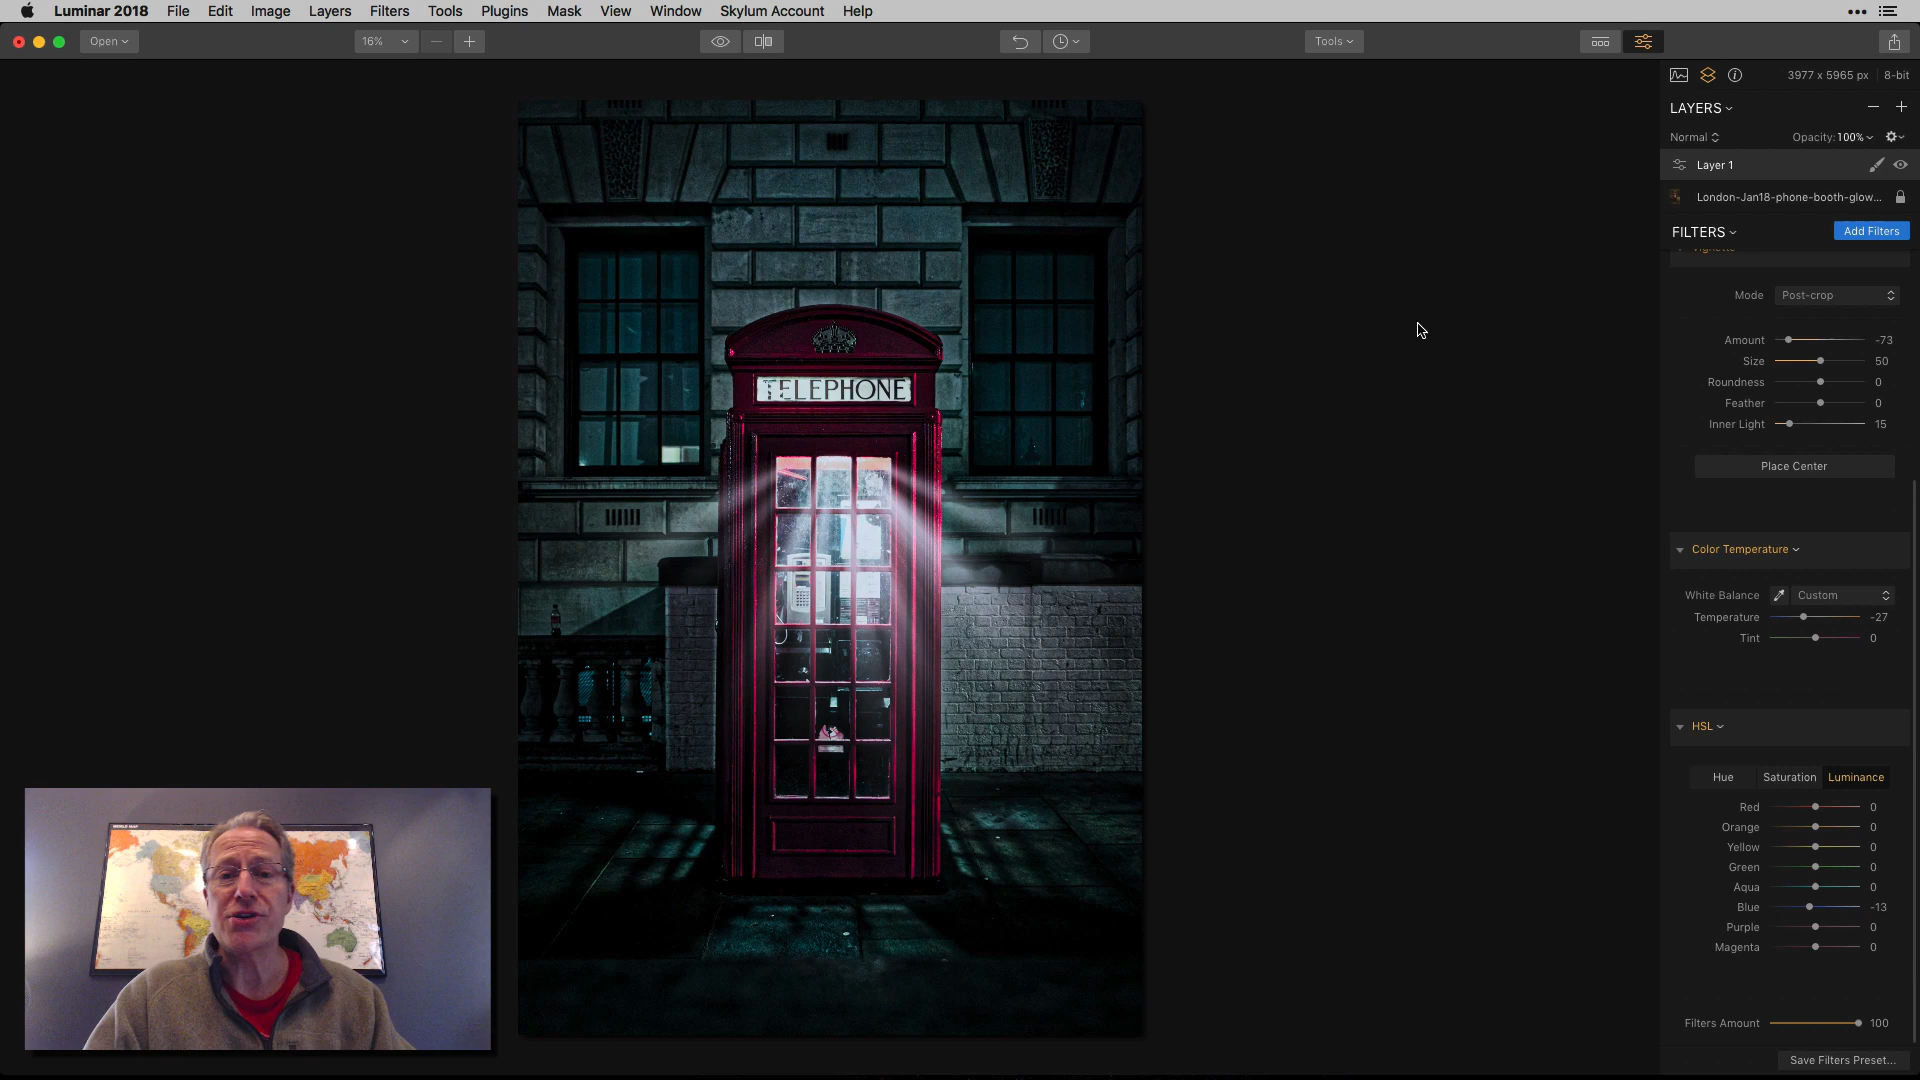 Luminar 2018 File Edit Image Layers Filters Tools Plugins Mask View Window Skylum Account Help
Open 16% Tools
3977 x 5965 px 8-bit
LAYERS
Normal Opacity: 100%
Layer 1
London-Jan18-phone-booth-glow...
FILTERS Add Filters
Vignette
Mode Post-crop
Amount -73
Size 50
Roundness 0
Feather 0
Inner Light 15
Place Center
Color Temperature
White Balance Custom
Temperature -27
Tint 0
HSL
Hue Saturation Luminance
Red 0
Orange 0
Yellow 0
Green 0
Aqua 0
Blue -13
Purple 0
Magenta 0
Filters Amount 100
Save Filters Preset...
TELEPHONE
WORLD MAP